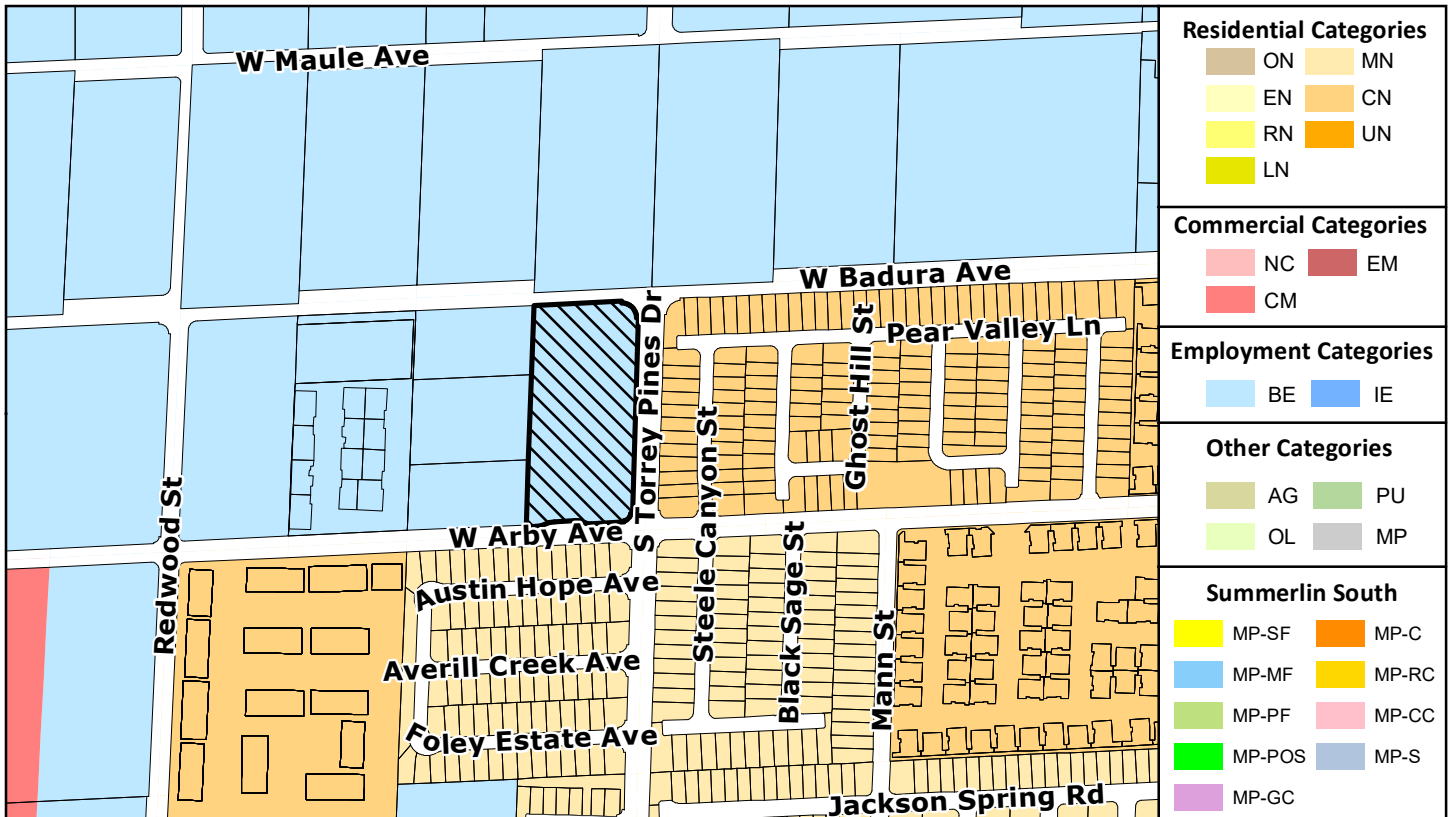 W Maule Ave
W Badura Ave
Pear Valley Ln
Ghost Hill St
S Torrey Pines Dr
Steele Canyon St
Redwood St
W Arby Ave
Austin Hope Ave
Averill Creek Ave
Foley Estate Ave
Black Sage St
Mann St
Jackson Spring Rd
Residential Categories
ON MN
EN CN
RN UN
LN
Commercial Categories
NC EM
CM
Employment Categories
BE IE
Other Categories
AG PU
OL MP
Summerlin South
MP-SF MP-C
MP-MF MP-RC
MP-PF MP-CC
MP-POS MP-S
MP-GC